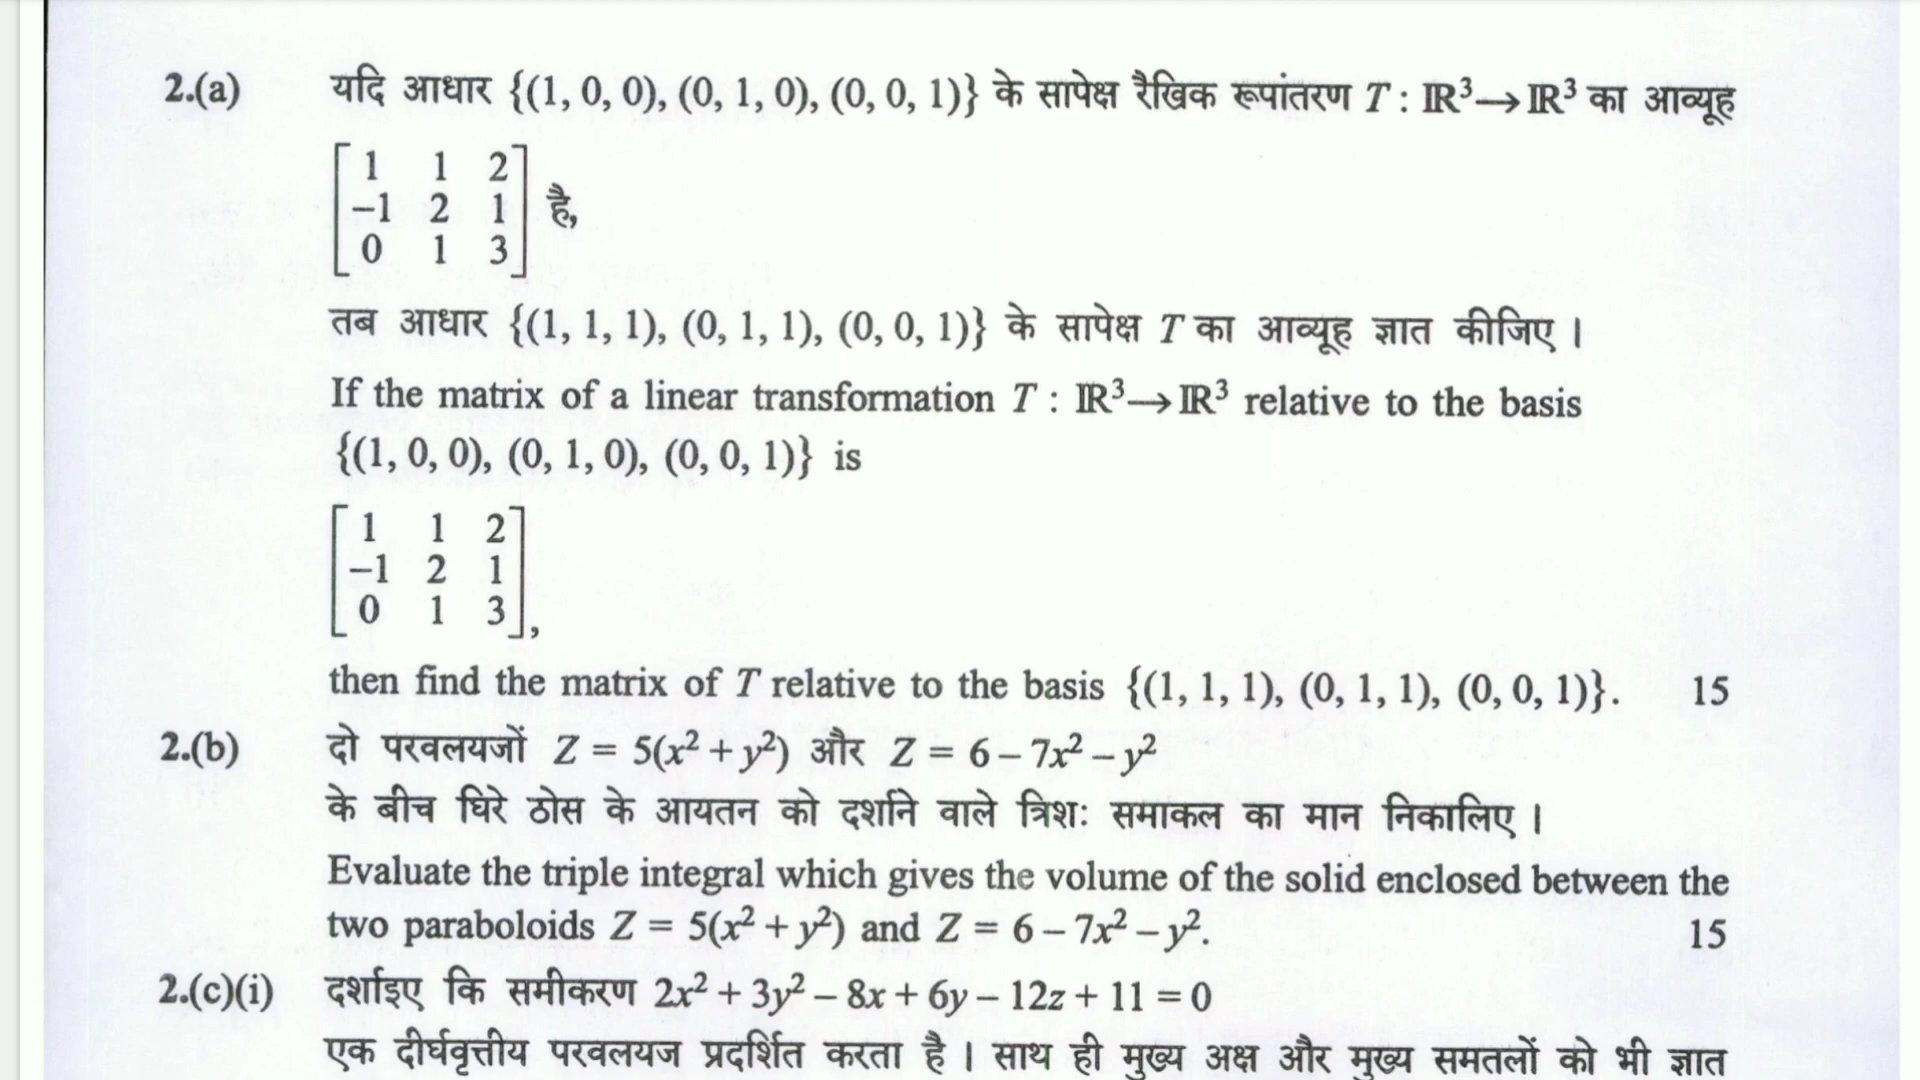 2.(a) यदि आधार {(1, 0, 0), (0, 1, 0), (0, 0, 1)} के सापेक्ष रैखिक रूपांतरण T : ℝ³→ℝ³ का आव्यूह
[ 1 1 2
−1 2 1
0 1 3 ] है,
तब आधार {(1, 1, 1), (0, 1, 1), (0, 0, 1)} के सापेक्ष T का आव्यूह ज्ञात कीजिए ।
If the matrix of a linear transformation T : ℝ³→ℝ³ relative to the basis
{(1, 0, 0), (0, 1, 0), (0, 0, 1)} is
[ 1 1 2
−1 2 1
0 1 3 ],
then find the matrix of T relative to the basis {(1, 1, 1), (0, 1, 1), (0, 0, 1)}. 15
2.(b) दो परवलयजों Z = 5(x² + y²) और Z = 6 – 7x² – y²
के बीच घिरे ठोस के आयतन को दर्शाने वाले त्रिशः समाकल का मान निकालिए ।
Evaluate the triple integral which gives the volume of the solid enclosed between the
two paraboloids Z = 5(x² + y²) and Z = 6 – 7x² – y². 15
2.(c)(i) दर्शाइए कि समीकरण 2x² + 3y² – 8x + 6y – 12z + 11 = 0
एक दीर्घवृत्तीय परवलयज प्रदर्शित करता है । साथ ही मुख्य अक्ष और मुख्य समतलों को भी ज्ञात